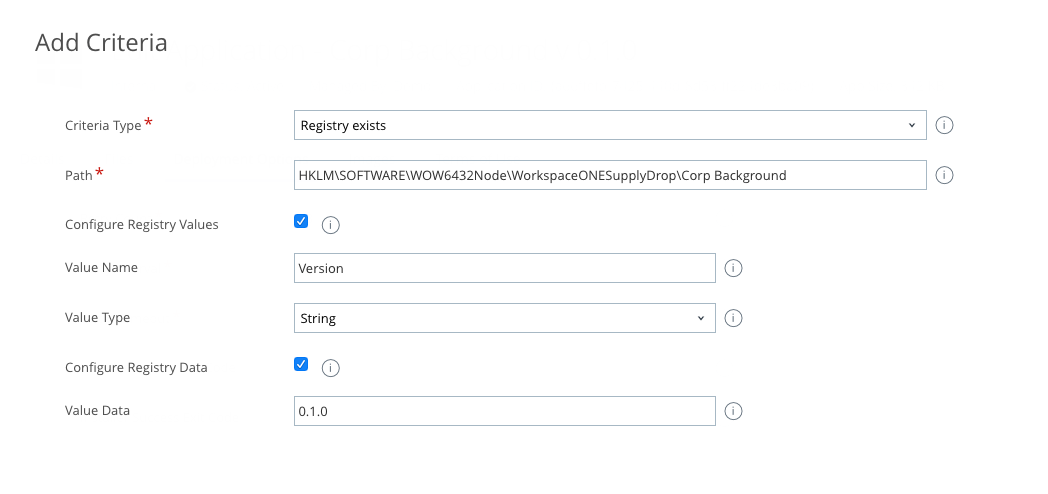 Add Criteria
Criteria Type* Registry exists
Path* HKLM\SOFTWARE\WOW6432Node\WorkspaceONESupplyDrop\Corp Background
Configure Registry Values
Value Name Version
Value Type String
Configure Registry Data
Value Data 0.1.0